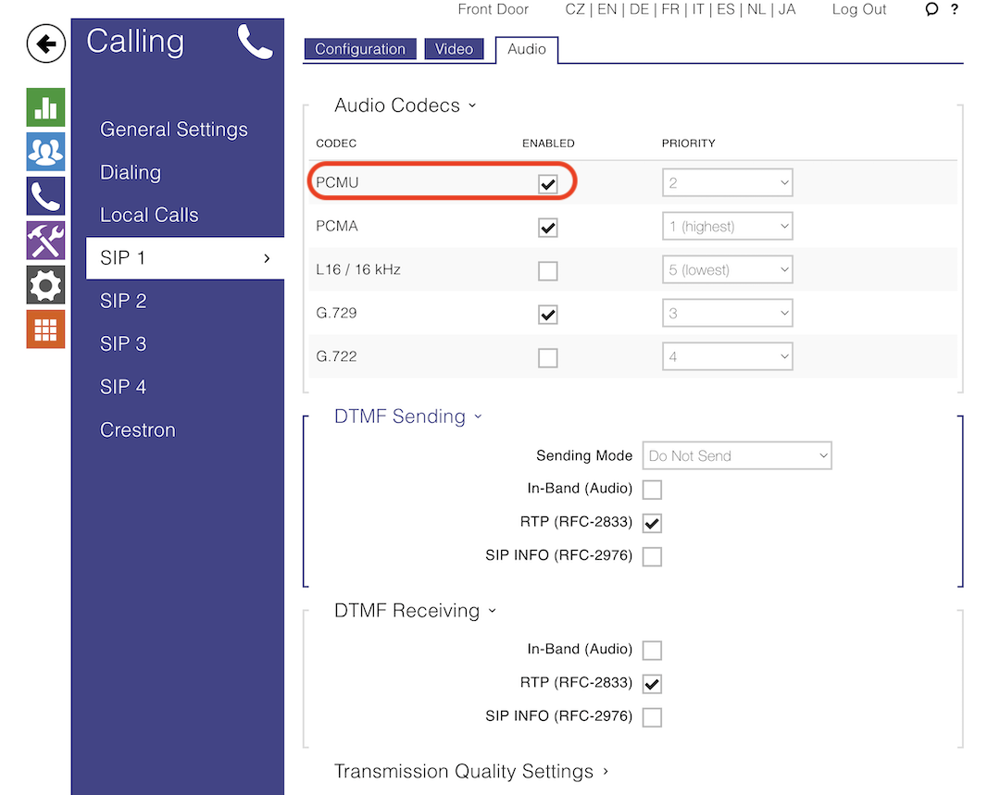 Front Door CZ | EN | DE | FR | IT | ES | NL | JA Log Out ?
Calling
Configuration Video Audio
General Settings
Dialing
Local Calls
SIP 1
SIP 2
SIP 3
SIP 4
Crestron
Audio Codecs
CODEC ENABLED PRIORITY
PCMU 2
PCMA 1 (highest)
L16 / 16 kHz 5 (lowest)
G.729 3
G.722 4
DTMF Sending
Sending Mode Do Not Send
In-Band (Audio)
RTP (RFC-2833)
SIP INFO (RFC-2976)
DTMF Receiving
In-Band (Audio)
RTP (RFC-2833)
SIP INFO (RFC-2976)
Transmission Quality Settings